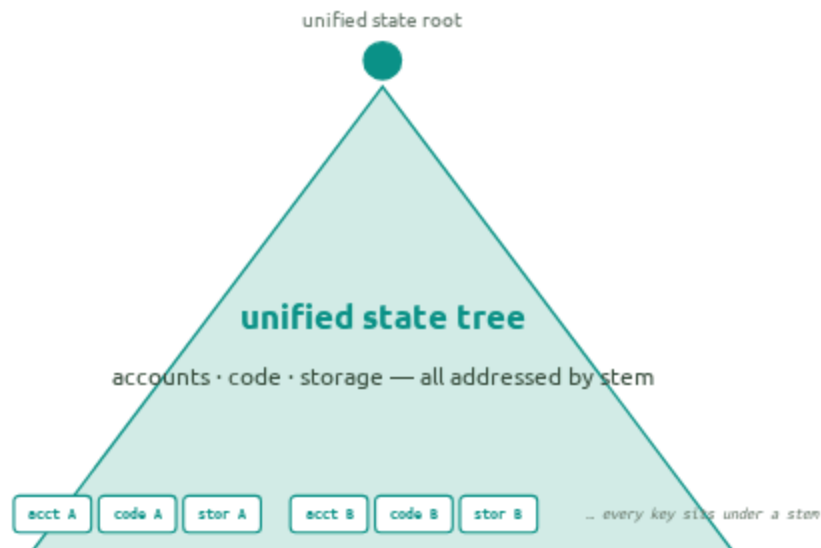 unified state root
unified state tree
accounts · code · storage — all addressed by stem
acct A code A stor A acct B code B stor B … every key sits under a stem